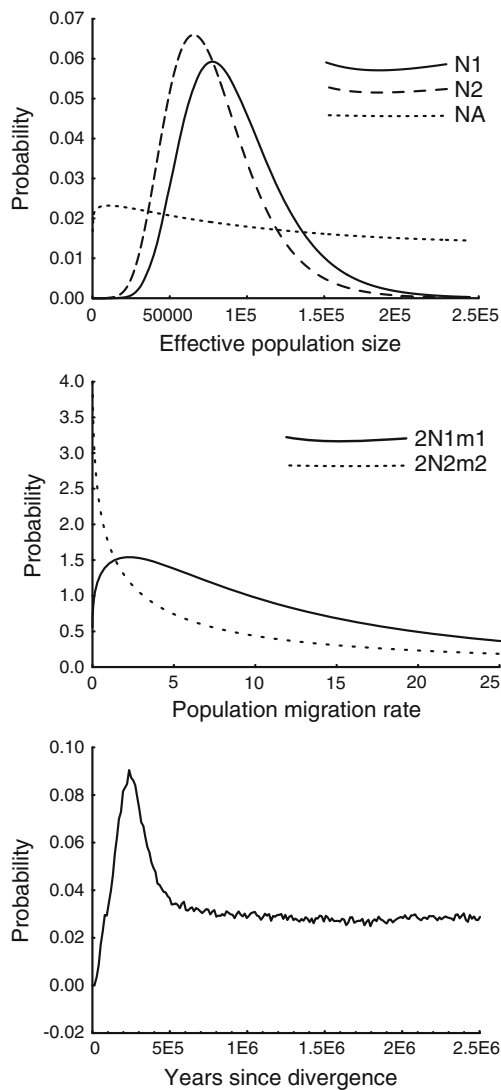 0.07
0.06
0.05
0.04
0.03
0.02
0.01
0.00
Probability
N1
N2
NA
0 50000 1E5 1.5E5 2E5 2.5E5
Effective population size
4.0
3.5
3.0
2.5
2.0
1.5
1.0
0.5
0.0
Probability
2N1m1
2N2m2
0 5 10 15 20 25
Population migration rate
0.10
0.08
0.06
0.04
0.02
0.00
-0.02
Probability
0 5E5 1E6 1.5E6 2E6 2.5E6
Years since divergence